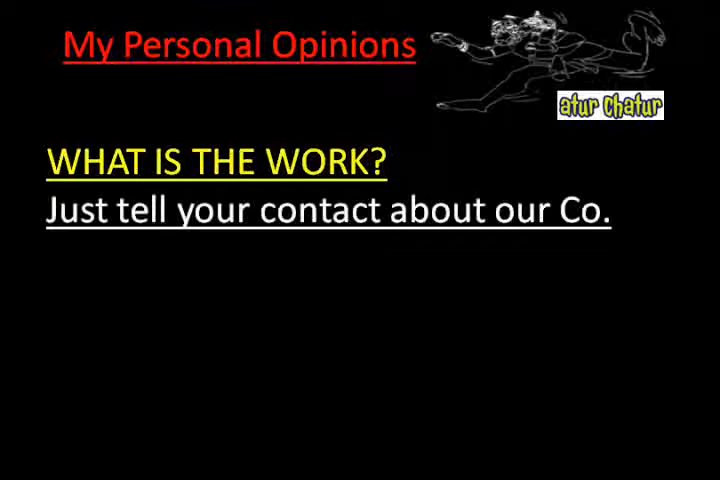 My Personal Opinions
atur chatur
WHAT IS THE WORK?
Just tell your contact about our Co.